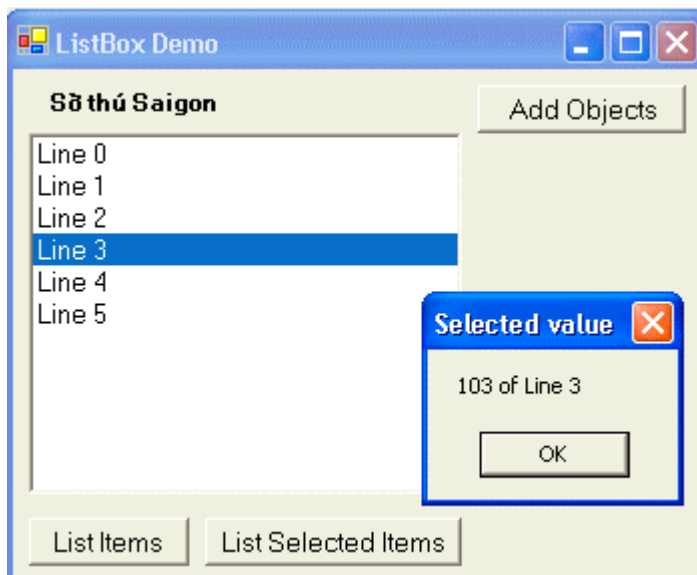 ListBox Demo
Sờ thú Saigon
Add Objects
Line 0
Line 1
Line 2
Line 3
Line 4
Line 5
Selected value
103 of Line 3
OK
List Items
List Selected Items